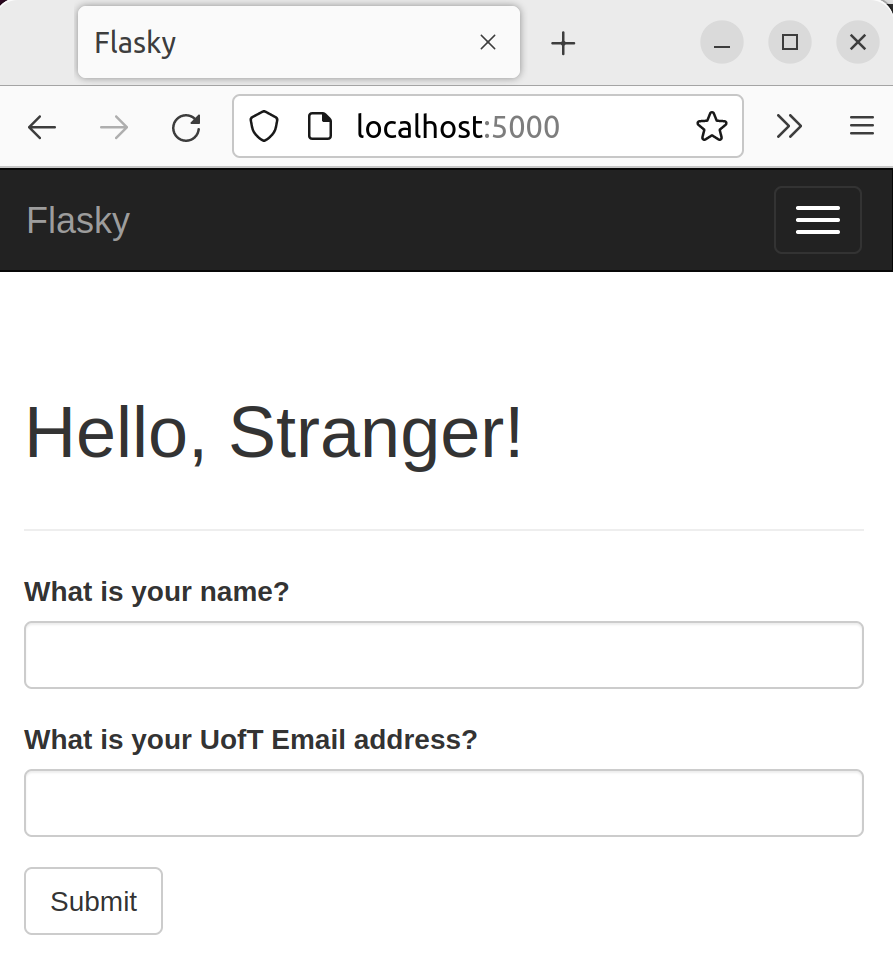 Flasky
localhost:5000
Flasky
Hello, Stranger!
What is your name?
What is your UofT Email address?
Submit